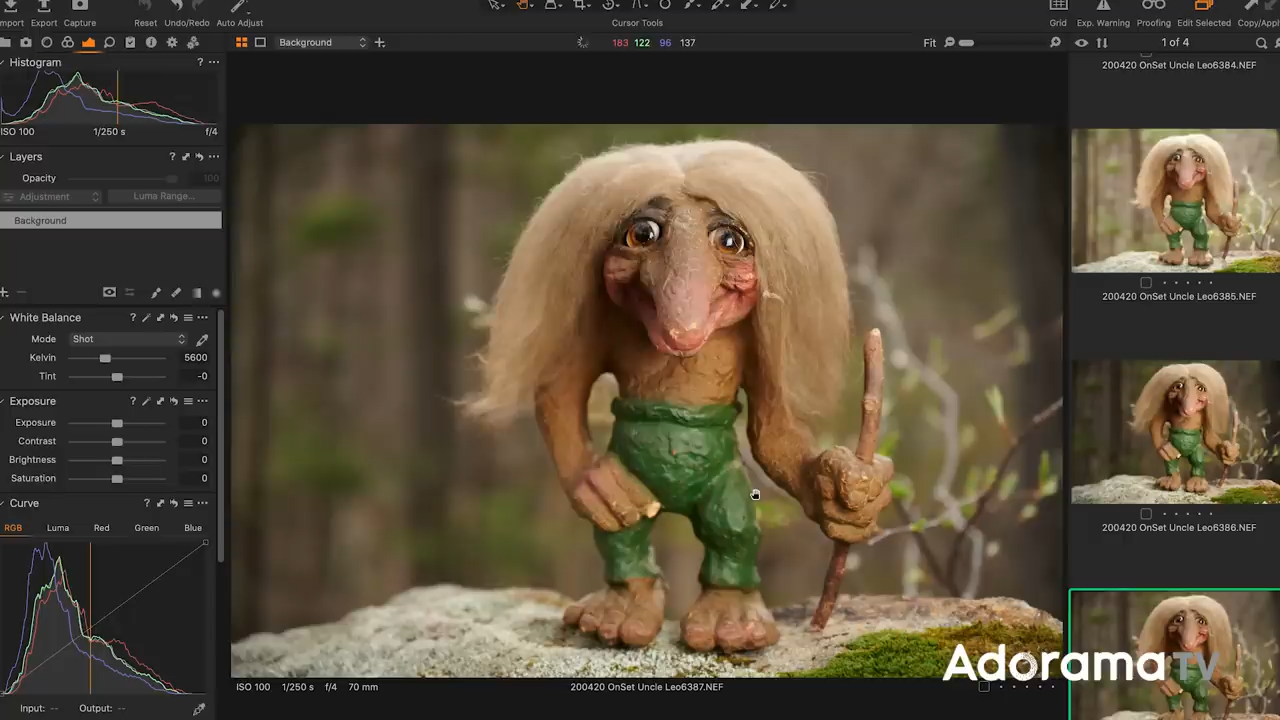 mport Export Capture Reset Undo/Redo Auto Adjust Cursor Tools Grid Exp. Warning Proofing Edit Selected Copy/App
Background 183 122 96 137 Fit 1 of 4
Histogram ? ...
ISO 100 1/250 s f/4
Layers ? ...
Opacity 100
Adjustment Luma Range...
Background
White Balance ? ...
Mode Shot
Kelvin 5600
Tint -0
Exposure ? ...
Exposure 0
Contrast 0
Brightness 0
Saturation 0
Curve ? ...
RGB Luma Red Green Blue
Input: -- Output: --
ISO 100 1/250 s f/4 70 mm 200420 OnSet Uncle Leo6387.NEF
200420 OnSet Uncle Leo6384.NEF
200420 OnSet Uncle Leo6385.NEF
200420 OnSet Uncle Leo6386.NEF
Adorama TV